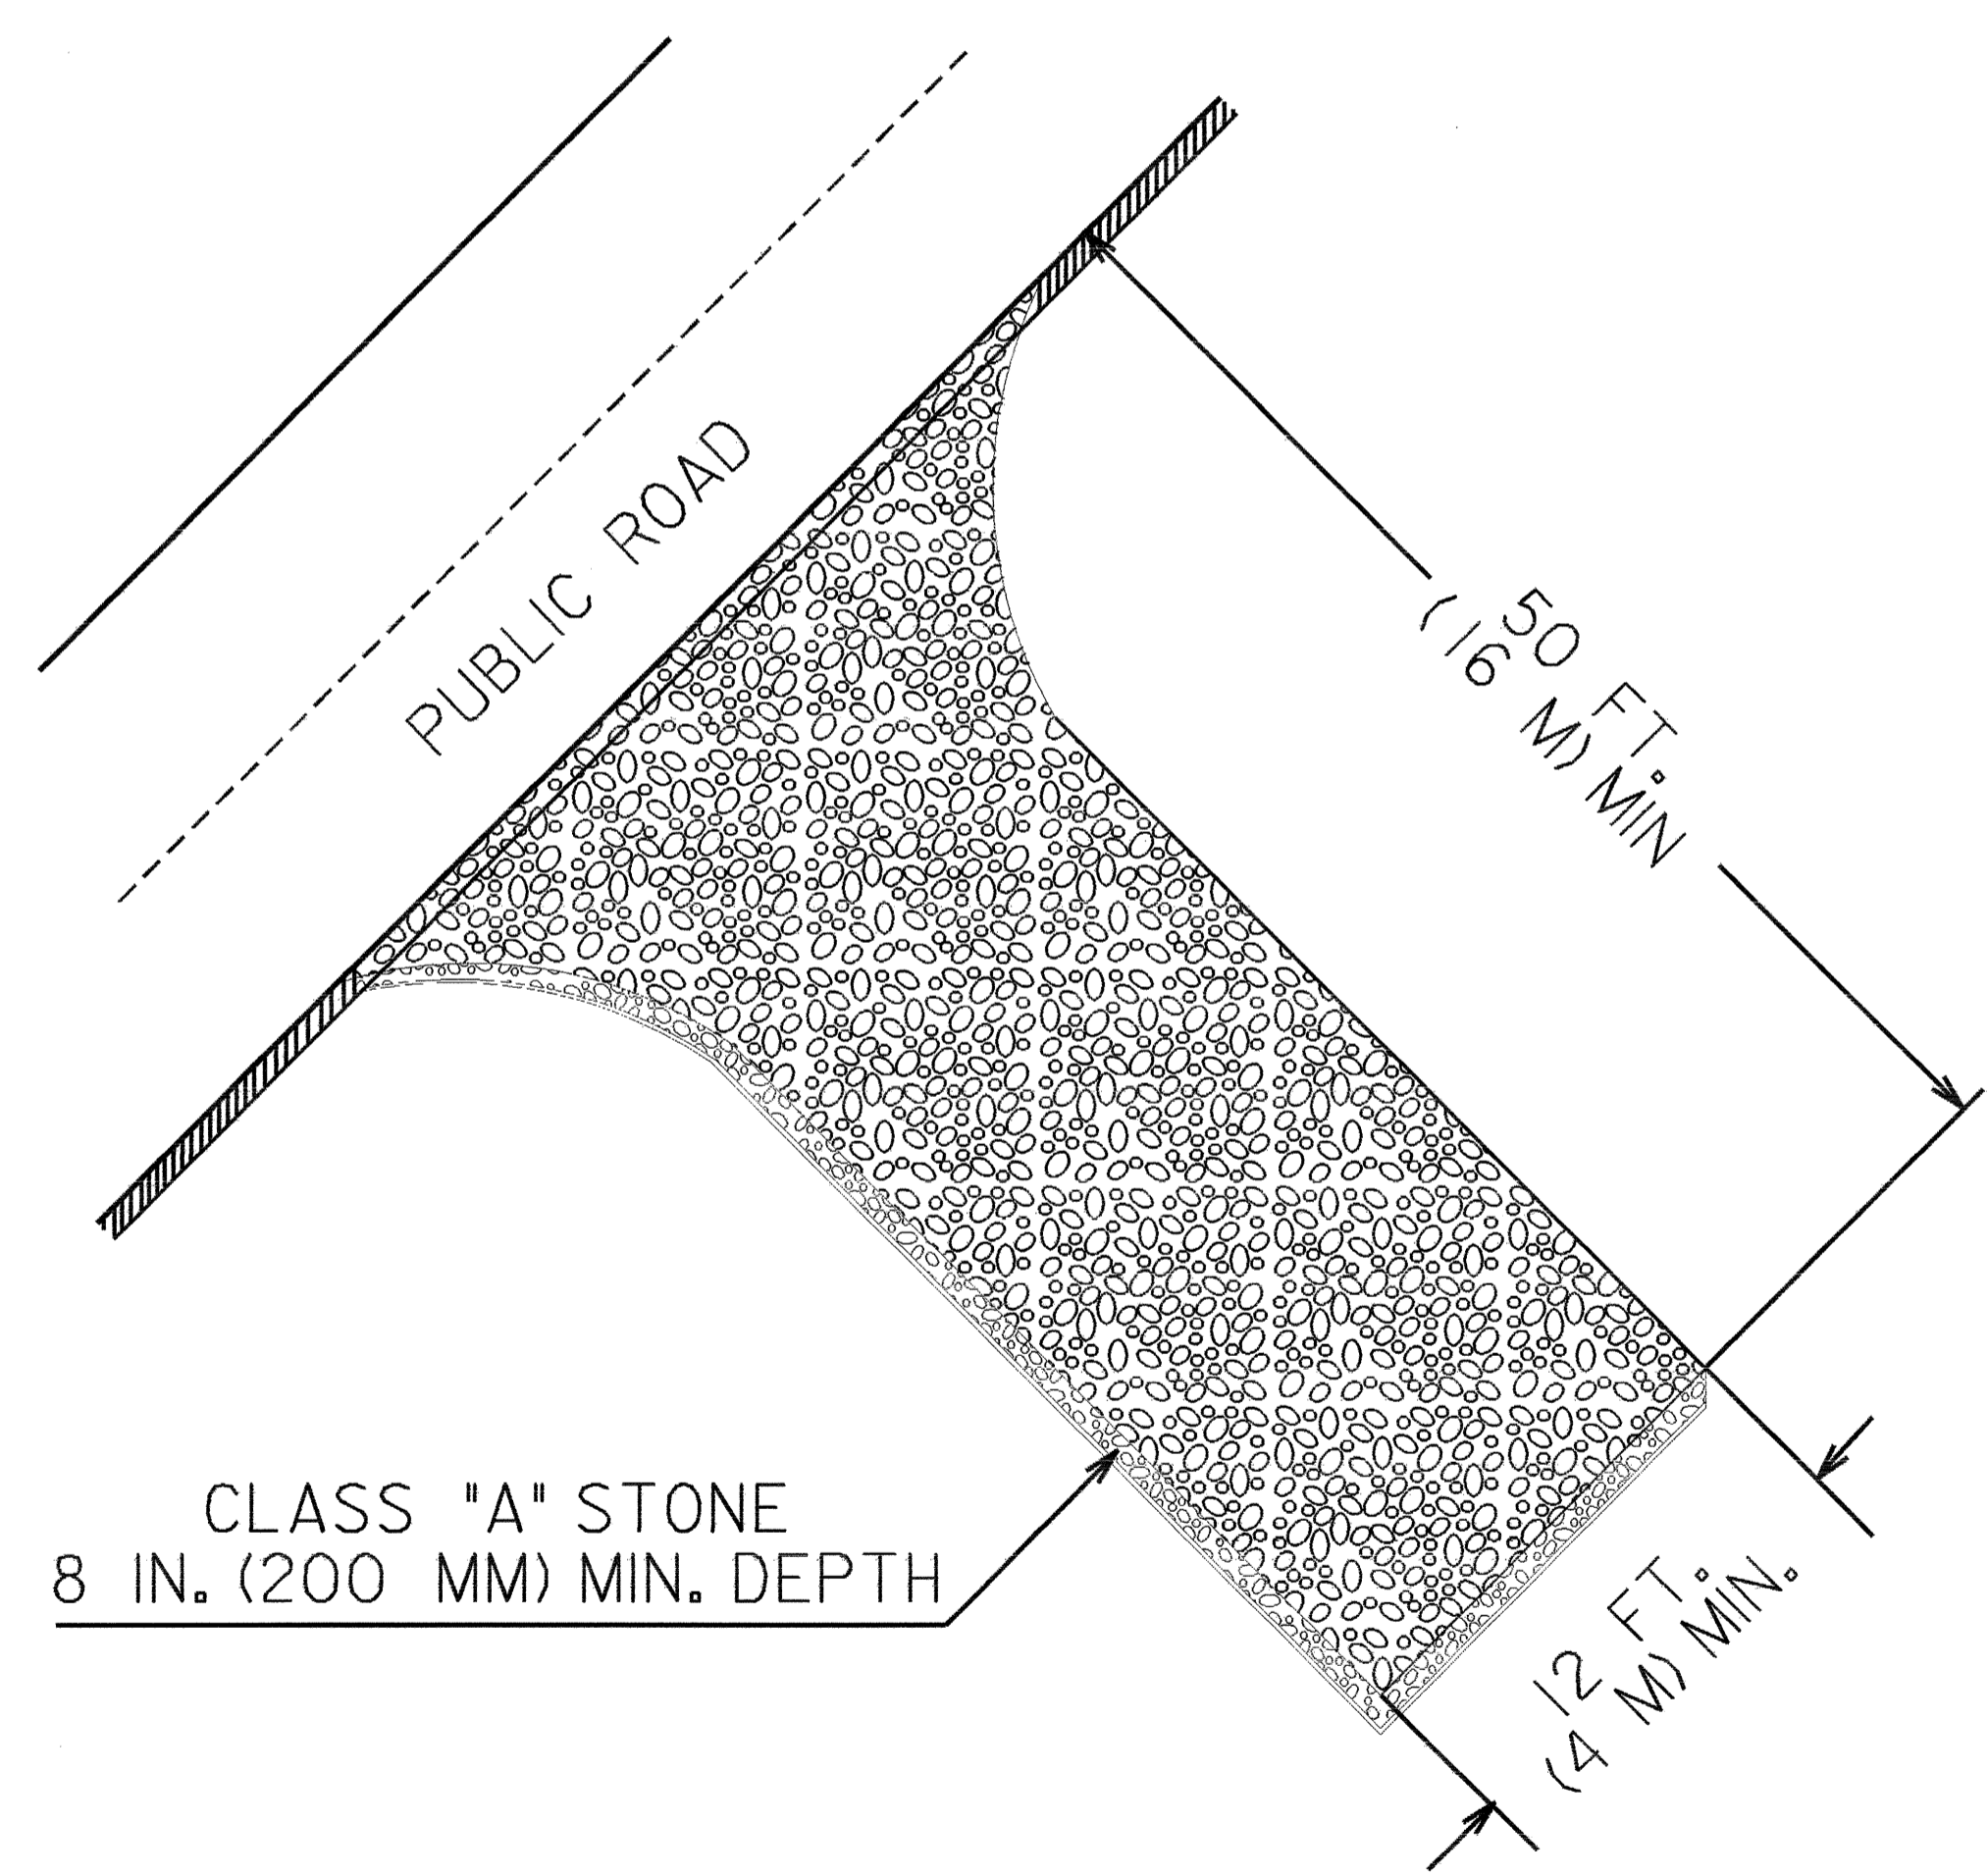 PUBLIC ROAD
50 FT.
(16 M) MIN
CLASS "A" STONE
8 IN. (200 MM) MIN. DEPTH
12 FT.
(4 M) MIN.